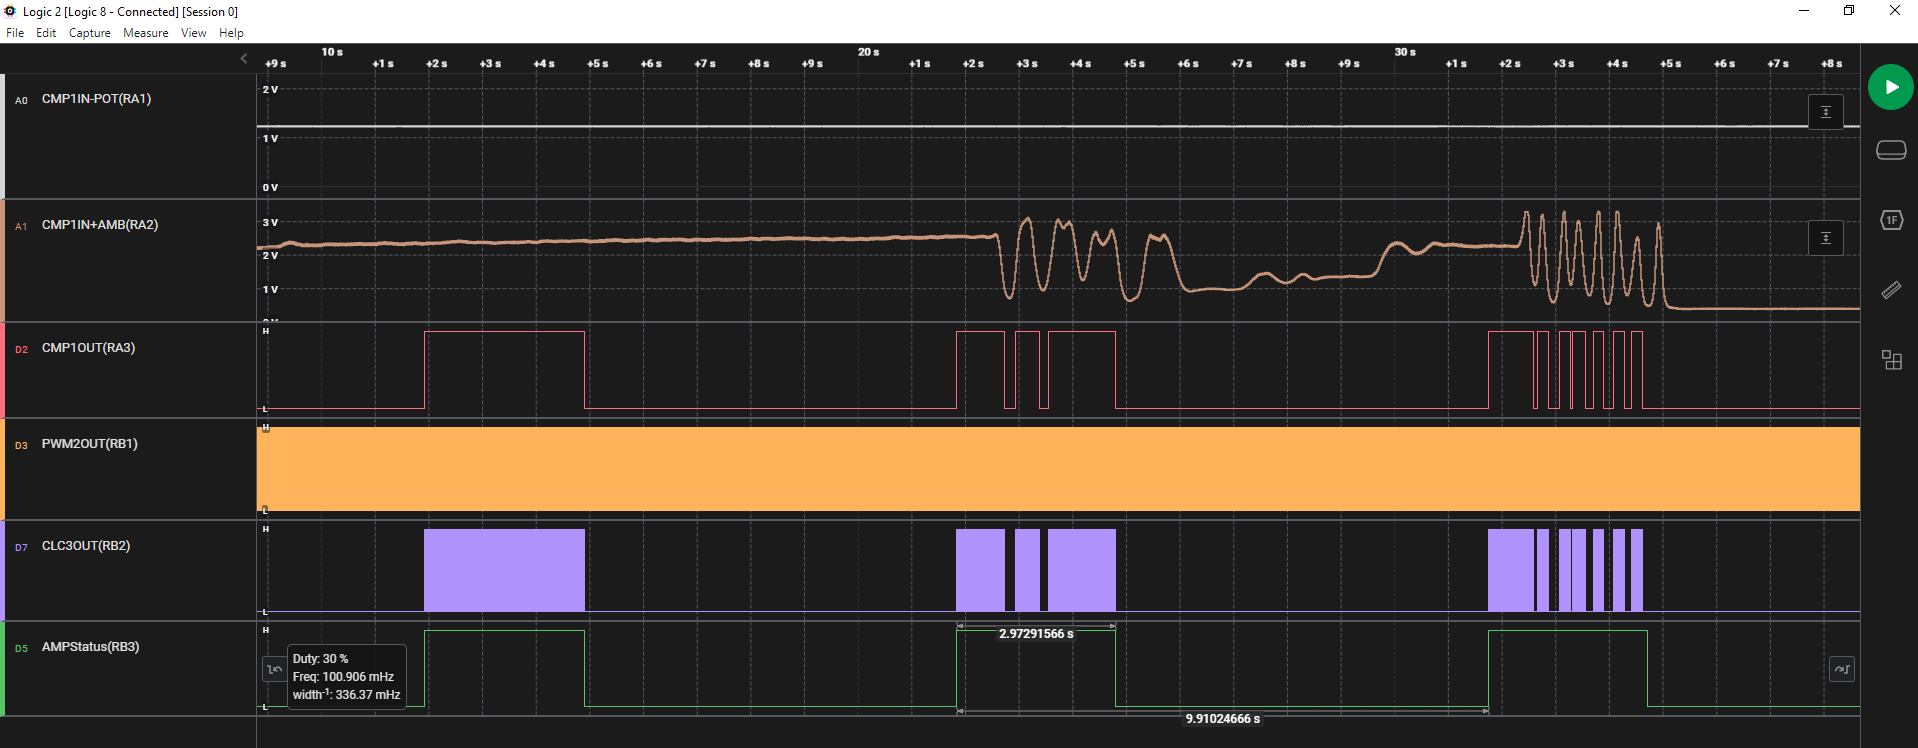 Logic 2 [Logic 8 - Connected] [Session 0]
File Edit Capture Measure View Help
10 s 20 s 30 s
+9 s +1 s +2 s +3 s +4 s +5 s +6 s +7 s +8 s +9 s +1 s +2 s +3 s +4 s +5 s +6 s +7 s +8 s +9 s +1 s +2 s +3 s +4 s +5 s +6 s +7 s +8 s
A0 CMP1IN-POT(RA1)
2 V
1 V
0 V
A1 CMP1IN+AMB(RA2)
3 V
2 V
1 V
1F
H
D2 CMP1OUT(RA3)
L
H
D3 PWM2OUT(RB1)
L
H
D7 CLC3OUT(RB2)
L
H
D5 AMPStatus(RB3)
2.97291566 s
Duty: 30 %
Freq: 100.906 mHz
width-1: 336.37 mHz
L
9.91024666 s